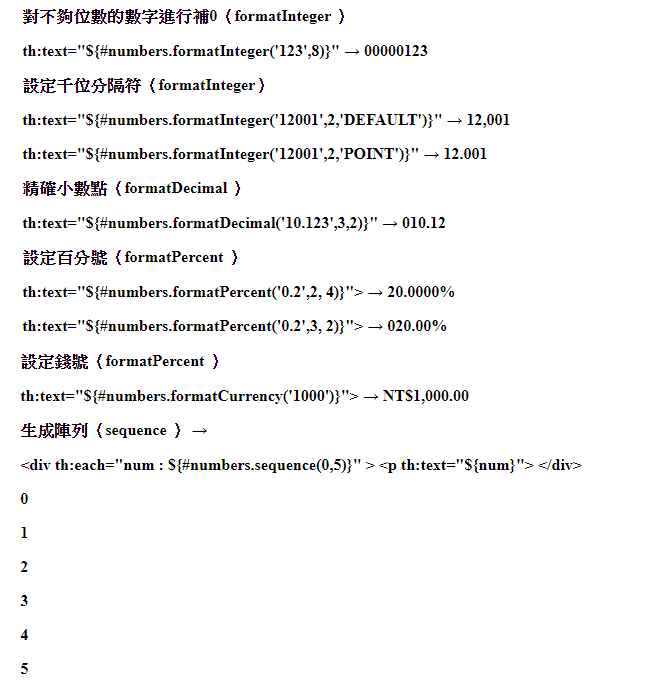 對不夠位數的數字進行補0（formatInteger ）
th:text="${#numbers.formatInteger('123',8)}" → 00000123
設定千位分隔符（formatInteger）
th:text="${#numbers.formatInteger('12001',2,'DEFAULT')}" → 12,001
th:text="${#numbers.formatInteger('12001',2,'POINT')}" → 12.001
精確小數點（formatDecimal ）
th:text="${#numbers.formatDecimal('10.123',3,2)}" → 010.12
設定百分號（formatPercent ）
th:text="${#numbers.formatPercent('0.2',2, 4)}"> → 20.0000%
th:text="${#numbers.formatPercent('0.2',3, 2)}"> → 020.00%
設定錢號（formatPercent ）
th:text="${#numbers.formatCurrency('1000')}"> → NT$1,000.00
生成陣列（sequence ） →
<div th:each="num : ${#numbers.sequence(0,5)}" > <p th:text="${num}"> </div>
0
1
2
3
4
5